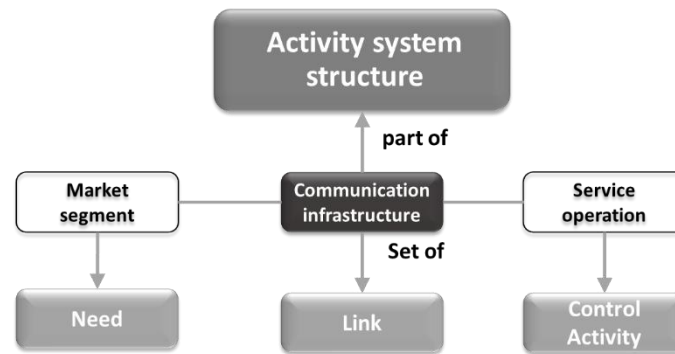 Activity system
structure
part of
Market
segment
Communication
infrastructure
Service
operation
Set of
Need
Link
Control
Activity